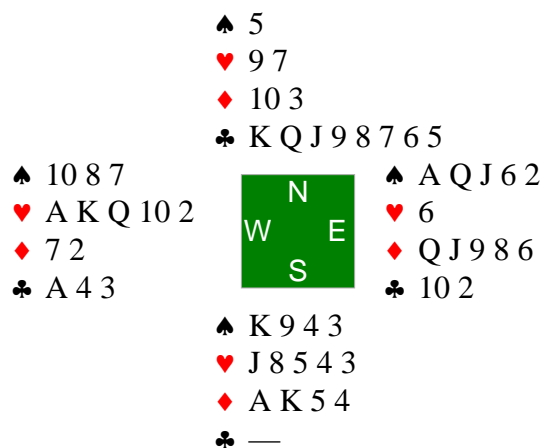 ♠ 5
♥ 9 7
♦ 10 3
♣ K Q J 9 8 7 6 5
♠ 10 8 7
♥ A K Q 10 2
♦ 7 2
♣ A 4 3
N
W E
S
♠ A Q J 6 2
♥ 6
♦ Q J 9 8 6
♣ 10 2
♠ K 9 4 3
♥ J 8 5 4 3
♦ A K 5 4
♣ —